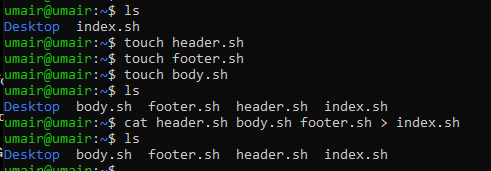 umair@umair:~$ ls
Desktop index.sh
umair@umair:~$ touch header.sh
umair@umair:~$ touch footer.sh
umair@umair:~$ touch body.sh
umair@umair:~$ ls
Desktop body.sh footer.sh header.sh index.sh
umair@umair:~$ cat header.sh body.sh footer.sh > index.sh
umair@umair:~$ ls
Desktop body.sh footer.sh header.sh index.sh